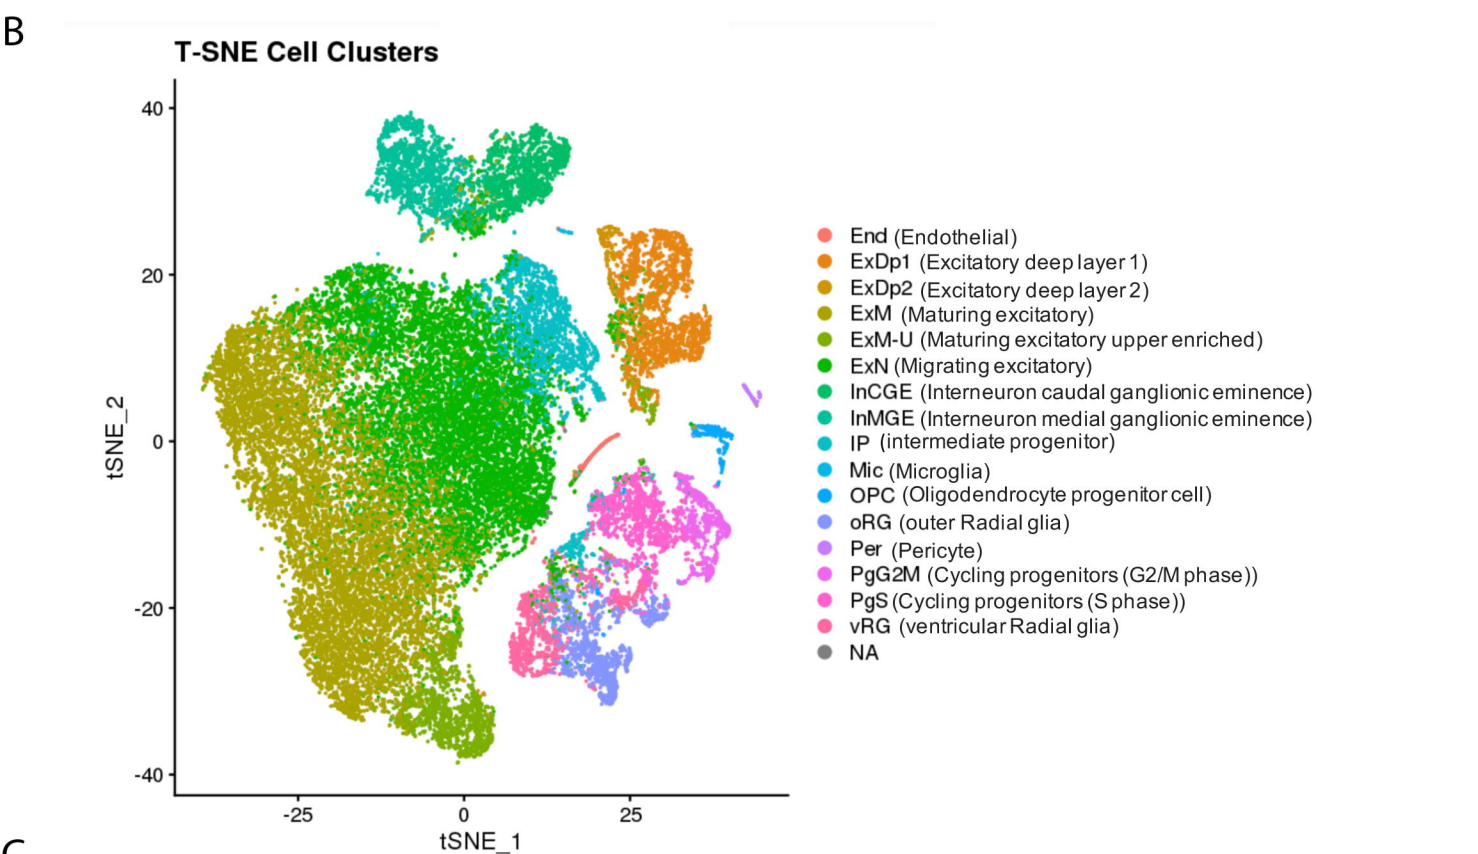 B
T-SNE Cell Clusters
40
20
0
-20
-40
tSNE_2
-25
0
25
tSNE_1
End (Endothelial)
ExDp1 (Excitatory deep layer 1)
ExDp2 (Excitatory deep layer 2)
ExM (Maturing excitatory)
ExM-U (Maturing excitatory upper enriched)
ExN (Migrating excitatory)
InCGE (Interneuron caudal ganglionic eminence)
InMGE (Interneuron medial ganglionic eminence)
IP (intermediate progenitor)
Mic (Microglia)
OPC (Oligodendrocyte progenitor cell)
oRG (outer Radial glia)
Per (Pericyte)
PgG2M (Cycling progenitors (G2/M phase))
PgS (Cycling progenitors (S phase))
vRG (ventricular Radial glia)
NA